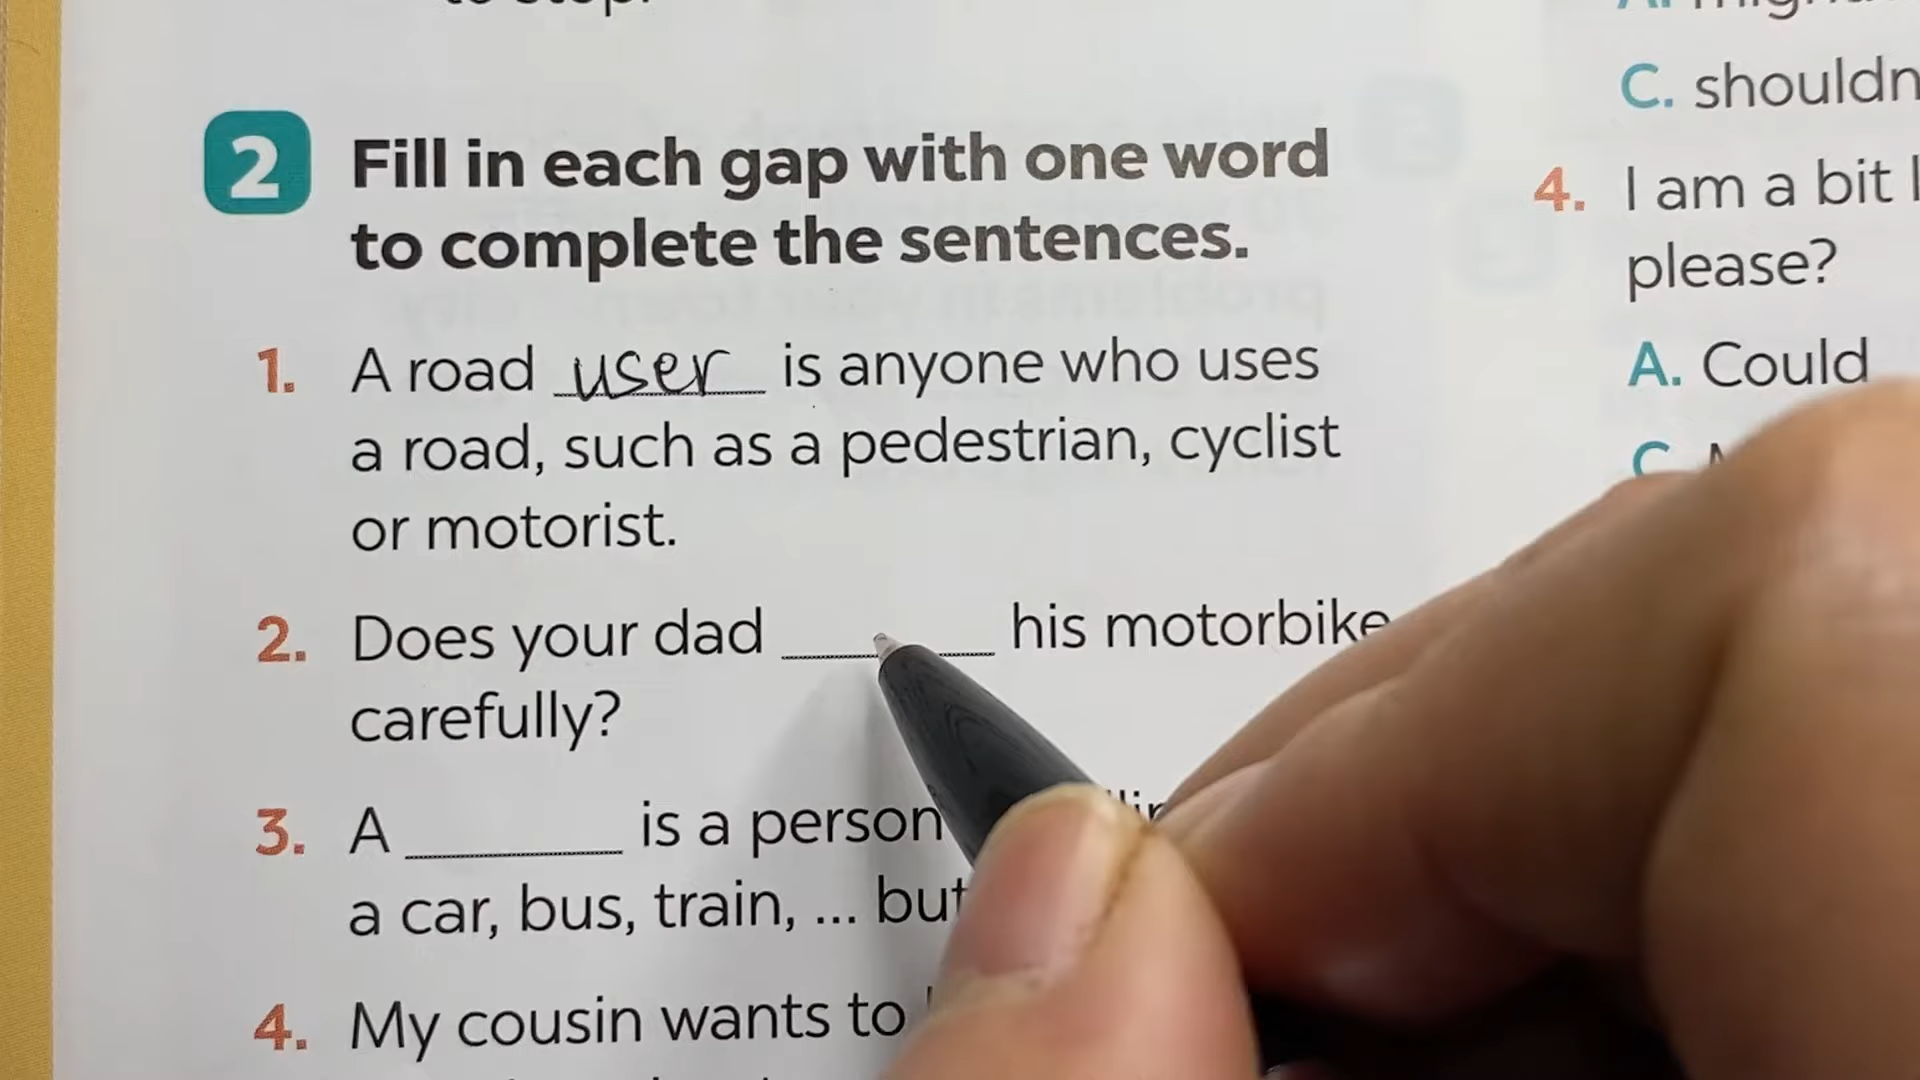 to stop.
2 Fill in each gap with one word
to complete the sentences.
1. A road user is anyone who uses
a road, such as a pedestrian, cyclist
or motorist.
2. Does your dad ______ his motorbike
carefully?
3. A ______ is a person
a car, bus, train, ... but
4. My cousin wants to
C. shouldn
4. I am a bit
please?
A. Could
C.